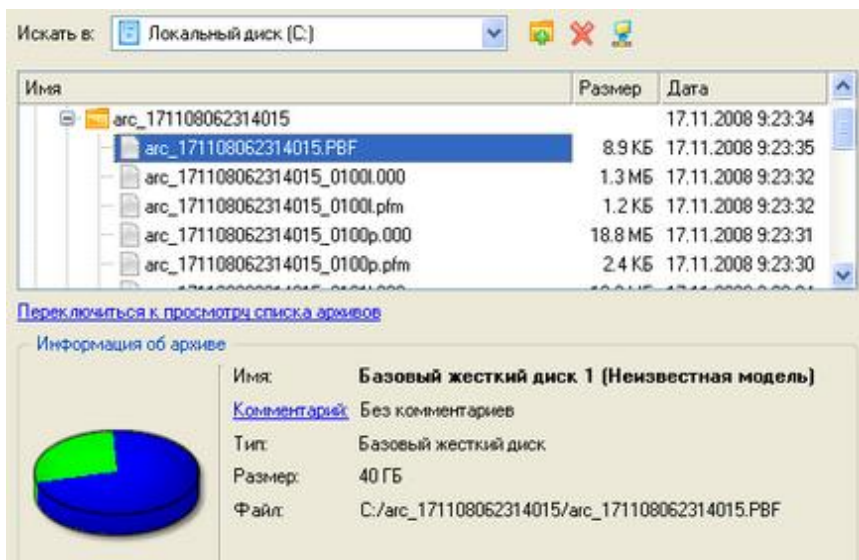 Искать в: Локальный диск (C:)
Имя Размер Дата
arc_171108062314015 17.11.2008 9:23:34
arc_171108062314015.PBF 8.9 КБ 17.11.2008 9:23:35
arc_171108062314015_0100l.000 1.3 МБ 17.11.2008 9:23:32
arc_171108062314015_0100l.pfm 1.2 КБ 17.11.2008 9:23:32
arc_171108062314015_0100p.000 18.8 МБ 17.11.2008 9:23:31
arc_171108062314015_0100p.pfm 2.4 КБ 17.11.2008 9:23:30
Переключиться к просмотру списка архивов
Информация об архиве
Имя: Базовый жесткий диск 1 (Неизвестная модель)
Комментарий: Без комментариев
Тип: Базовый жесткий диск
Размер: 40 ГБ
Файл: C:/arc_171108062314015/arc_171108062314015.PBF